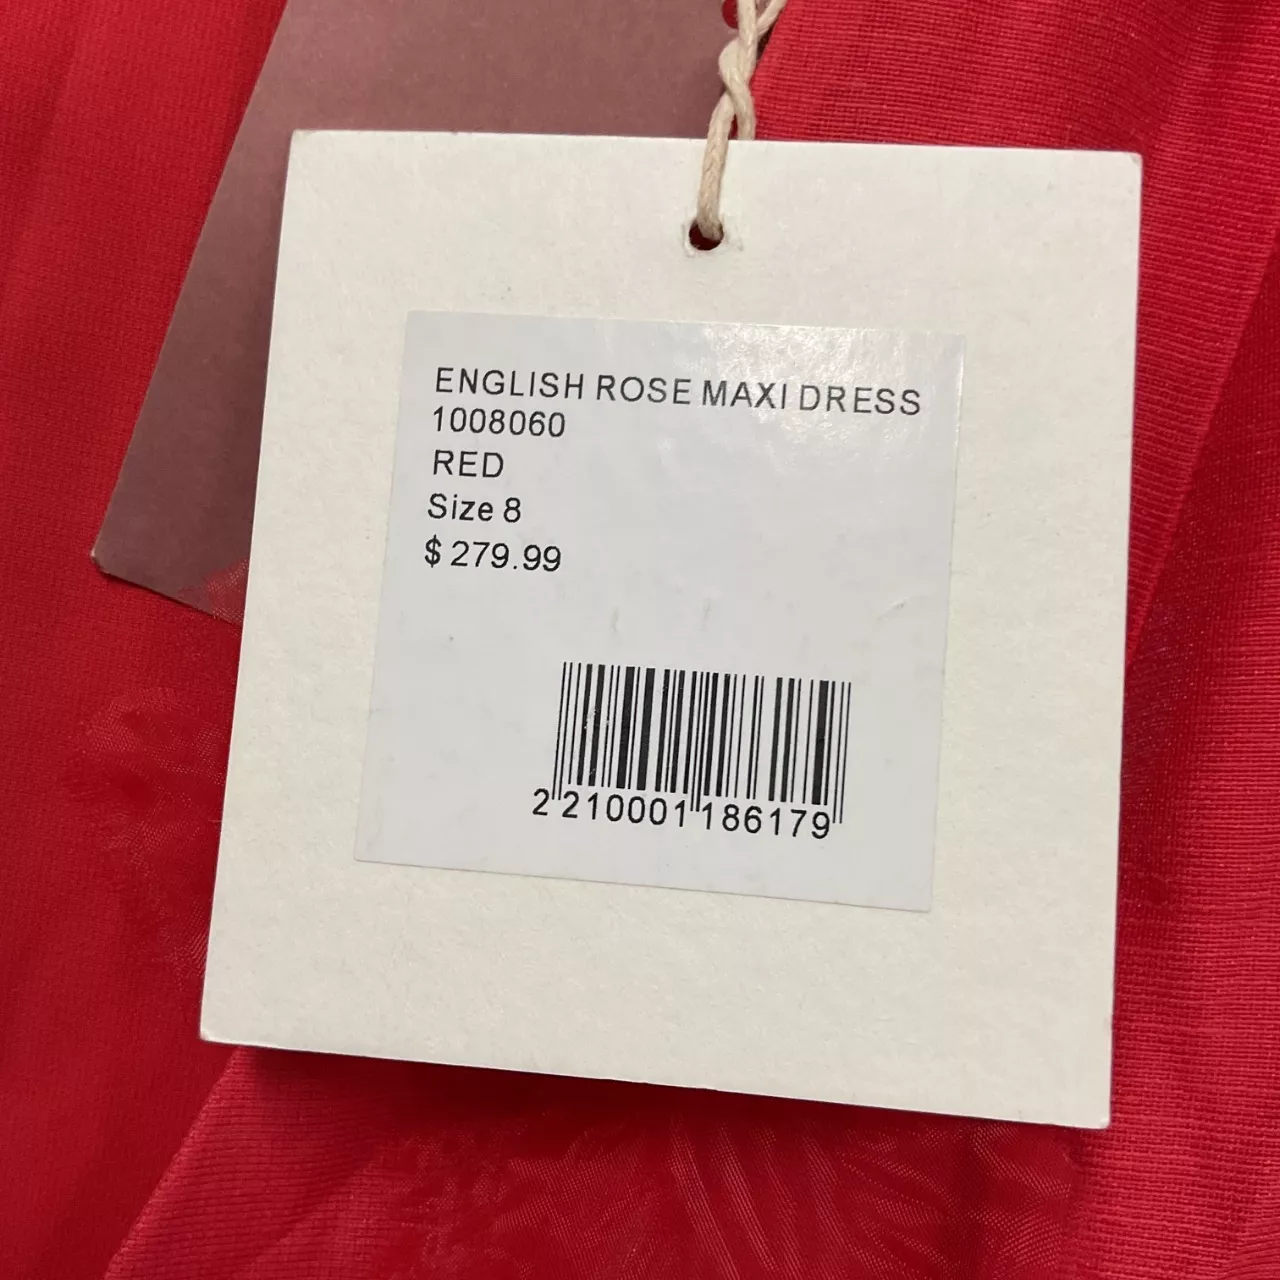 ENGLISH ROSE MAXI DRESS
1008060
RED
Size 8
$ 279.99
2 210001 186179